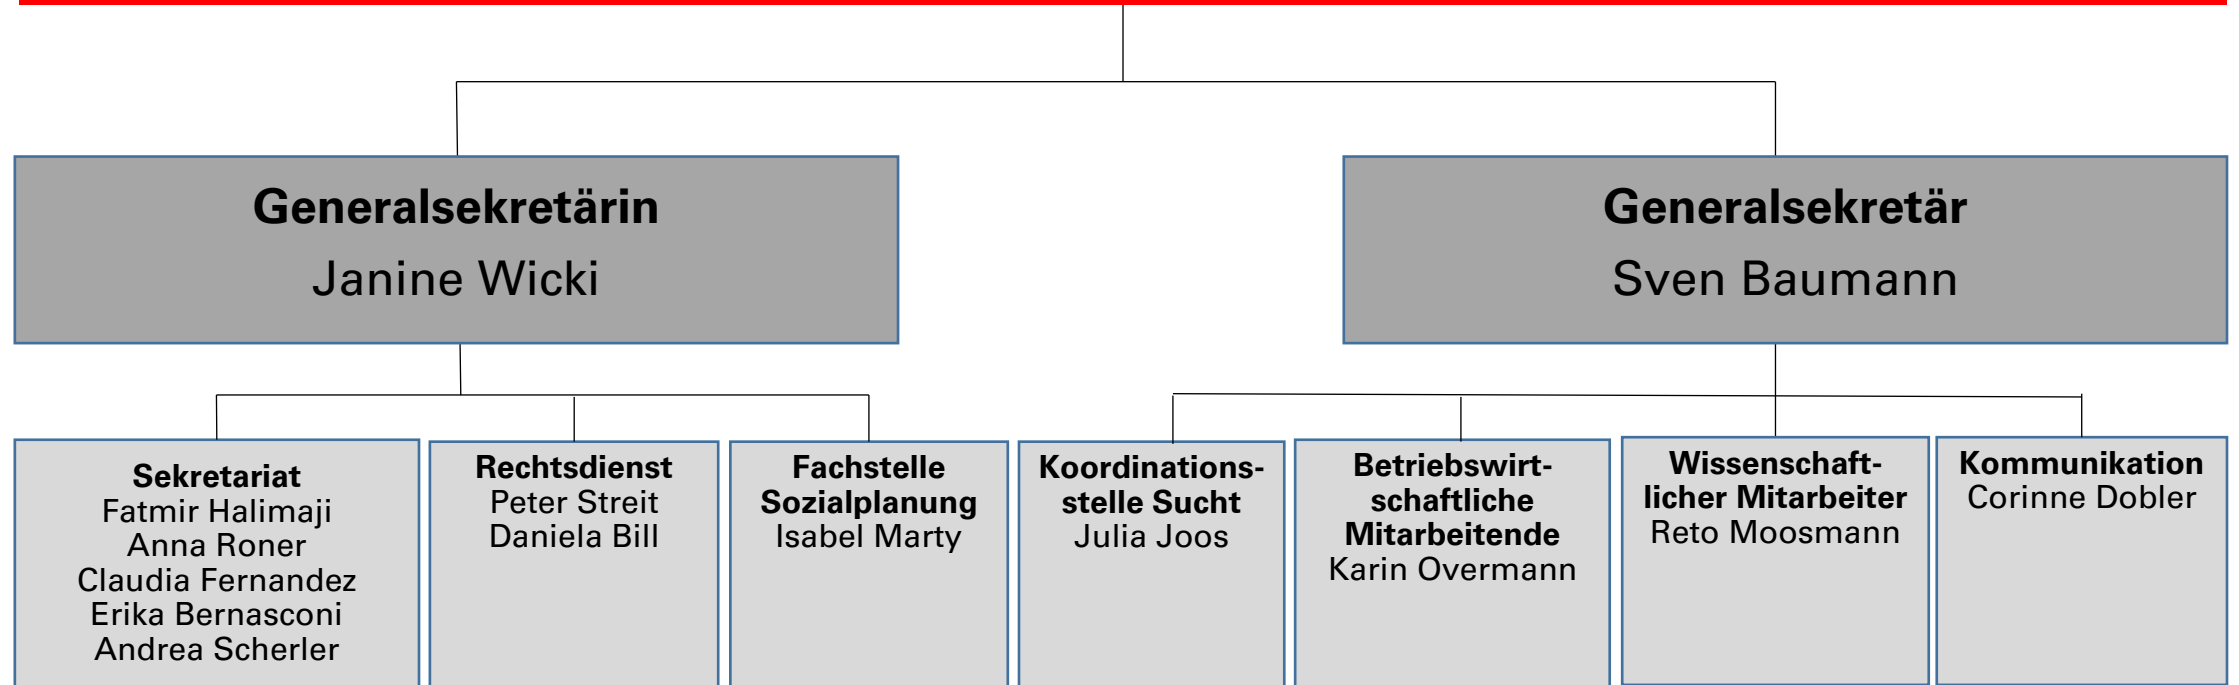 Generalsekretärin
Janine Wicki
Generalsekretär
Sven Baumann
Sekretariat
Fatmir Halimaji
Anna Roner
Claudia Fernandez
Erika Bernasconi
Andrea Scherler
Rechtsdienst
Peter Streit
Daniela Bill
Fachstelle
Sozialplanung
Isabel Marty
Koordinations-
stelle Sucht
Julia Joos
Betriebswirt-
schaftliche
Mitarbeitende
Karin Overmann
Wissenschaft-
licher Mitarbeiter
Reto Moosmann
Kommunikation
Corinne Dobler